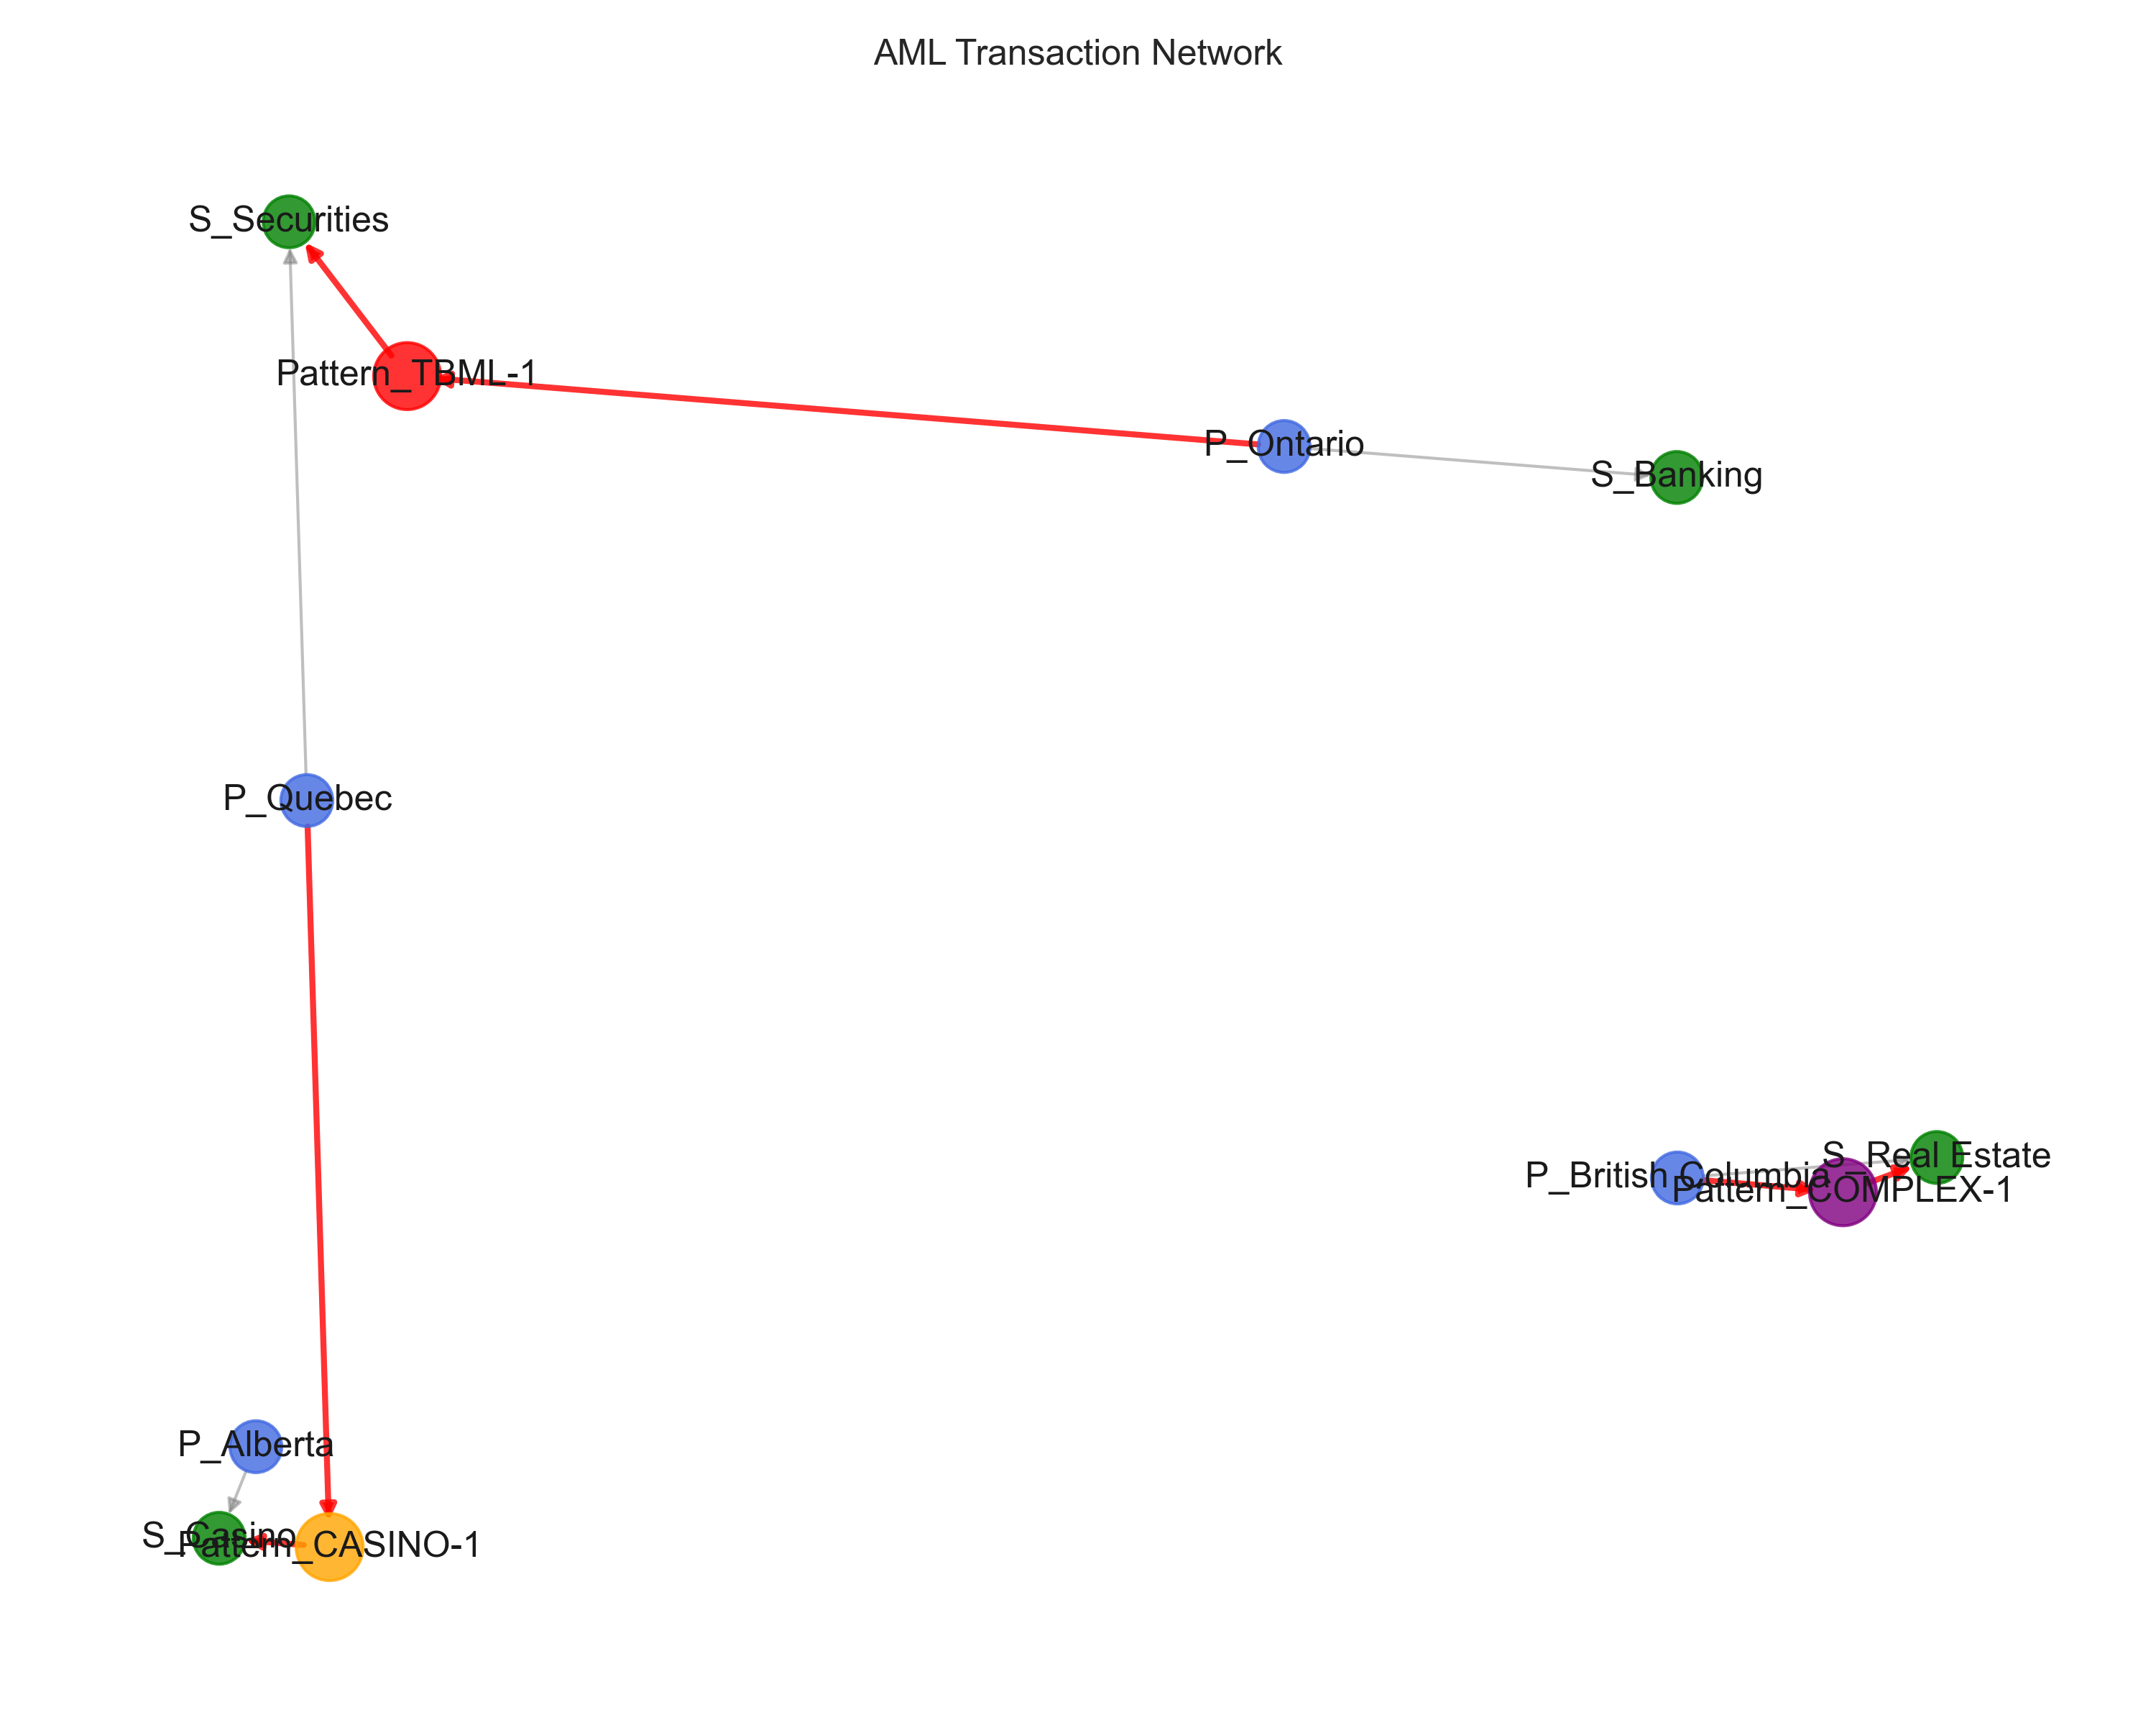 AML Transaction Network
S_Securities
Pattern_TBML-1
P_Ontario
S_Banking
P_Quebec
S_Real Estate
P_British Columbia
Pattern_COMPLEX-1
P_Alberta
S_Casino
Pattern_CASINO-1